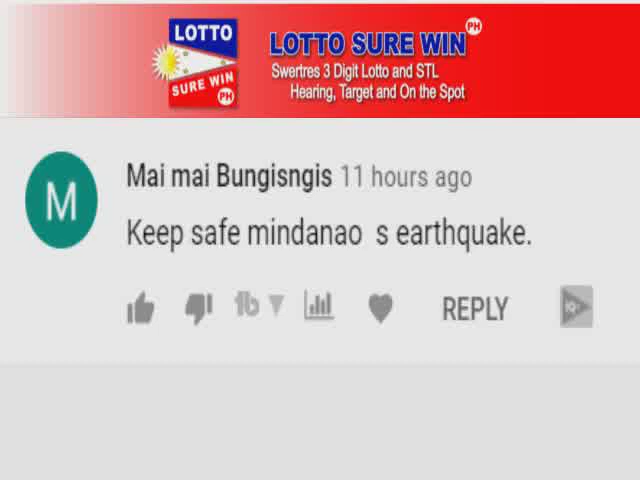 LOTTO
SURE WIN
PH
LOTTO SURE WIN PH
Swertres 3 Digit Lotto and STL
Hearing, Target and On the Spot
M
Mai mai Bungisngis 11 hours ago
Keep safe mindanao s earthquake.
tb
REPLY